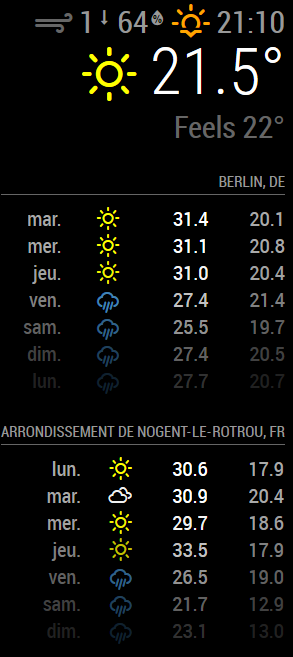 1 64 % 21:10
21.5°
Feels 22°
BERLIN, DE
mar. 31.4 20.1
mer. 31.1 20.8
jeu. 31.0 20.4
ven. 27.4 21.4
sam. 25.5 19.7
dim. 27.4 20.5
lun. 27.7 20.7
ARRONDISSEMENT DE NOGENT-LE-ROTROU, FR
lun. 30.6 17.9
mar. 30.9 20.4
mer. 29.7 18.6
jeu. 33.5 17.9
ven. 26.5 19.0
sam. 21.7 12.9
dim. 23.1 13.0